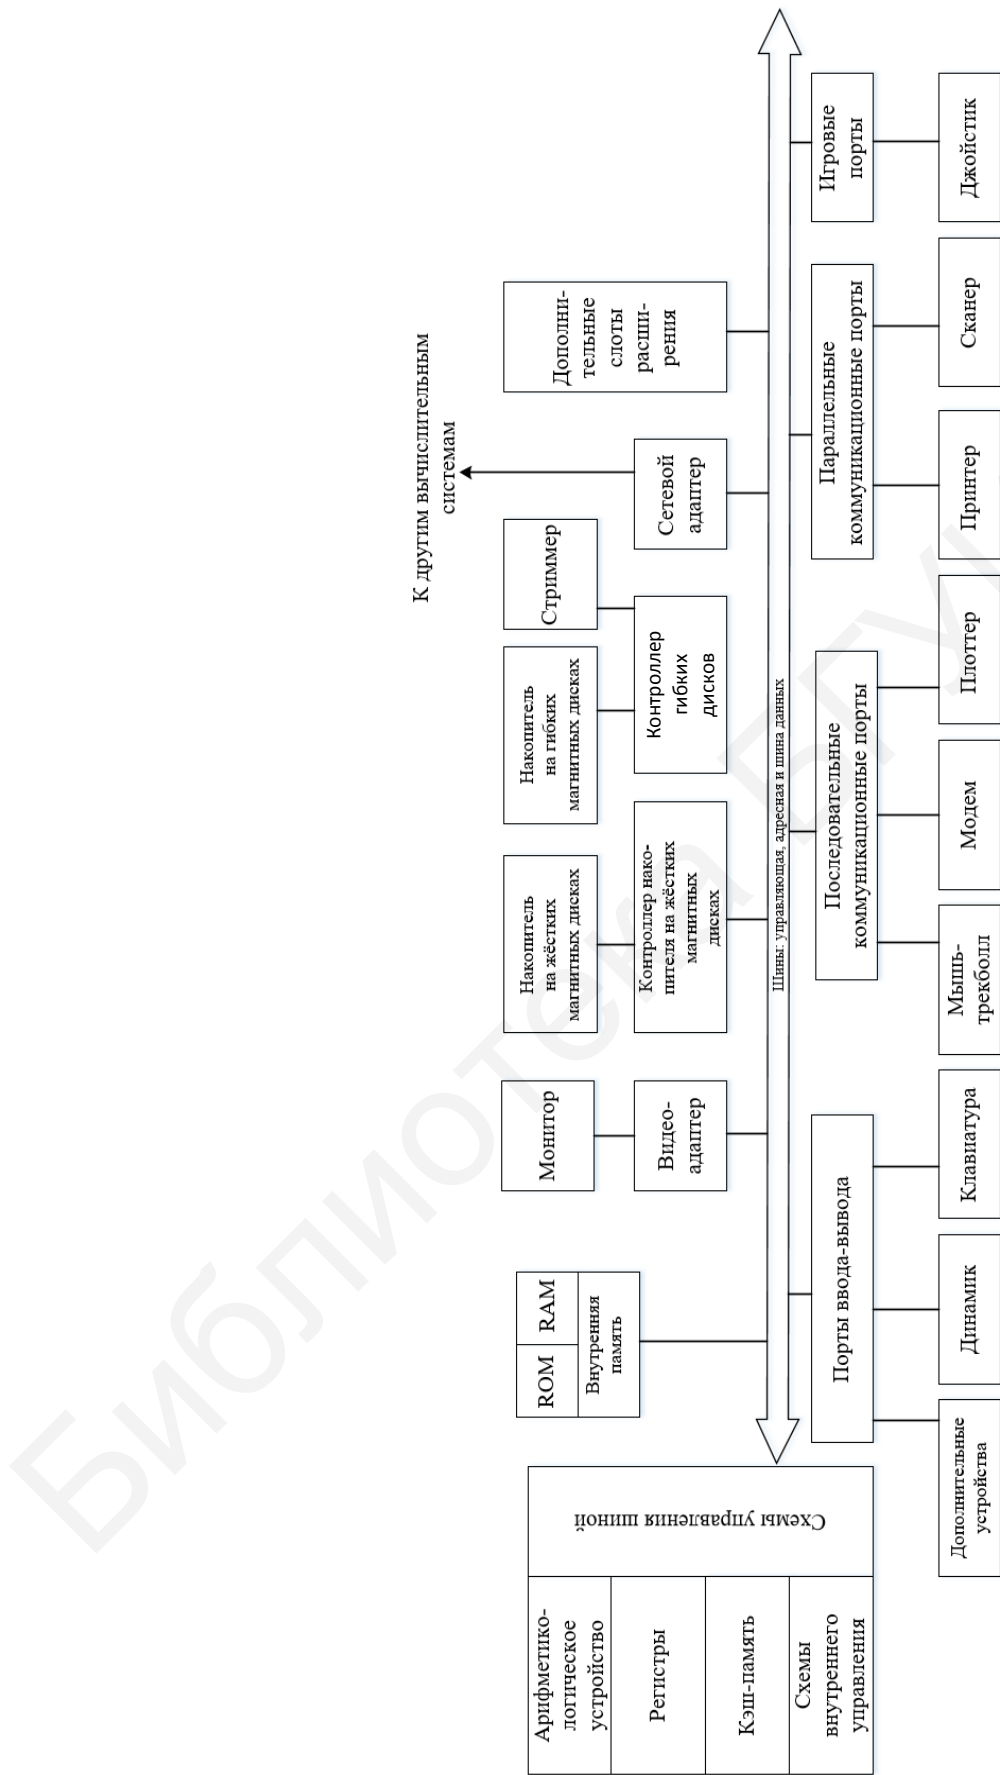 К другим вычислительным
системам
ROM
RAM
Внутренняя
память
Монитор
Видео-
адаптер
Накопитель
на жёстких
магнитных дисках
Контроллер нако-
пителя на жёстких
магнитных
дисках
Накопитель
на гибких
магнитных дисках
Стриммер
Контроллер
гибких
дисков
Сетевой
адаптер
Дополни-
тельные
слоты
расши-
рения
Арифметико-
логическое
устройство
Регистры
Кэш-память
Схемы
внутреннего
управления
Схемы управления шиной
Шины: управляющая, адресная и шина данных
Порты ввода-вывода
Последовательные
коммуникационные порты
Параллельные
коммуникационные порты
Игровые
порты
Дополнительные
устройства
Динамик
Клавиатура
Мышь-
трекболл
Модем
Плоттер
Принтер
Сканер
Джойстик
Библиотека